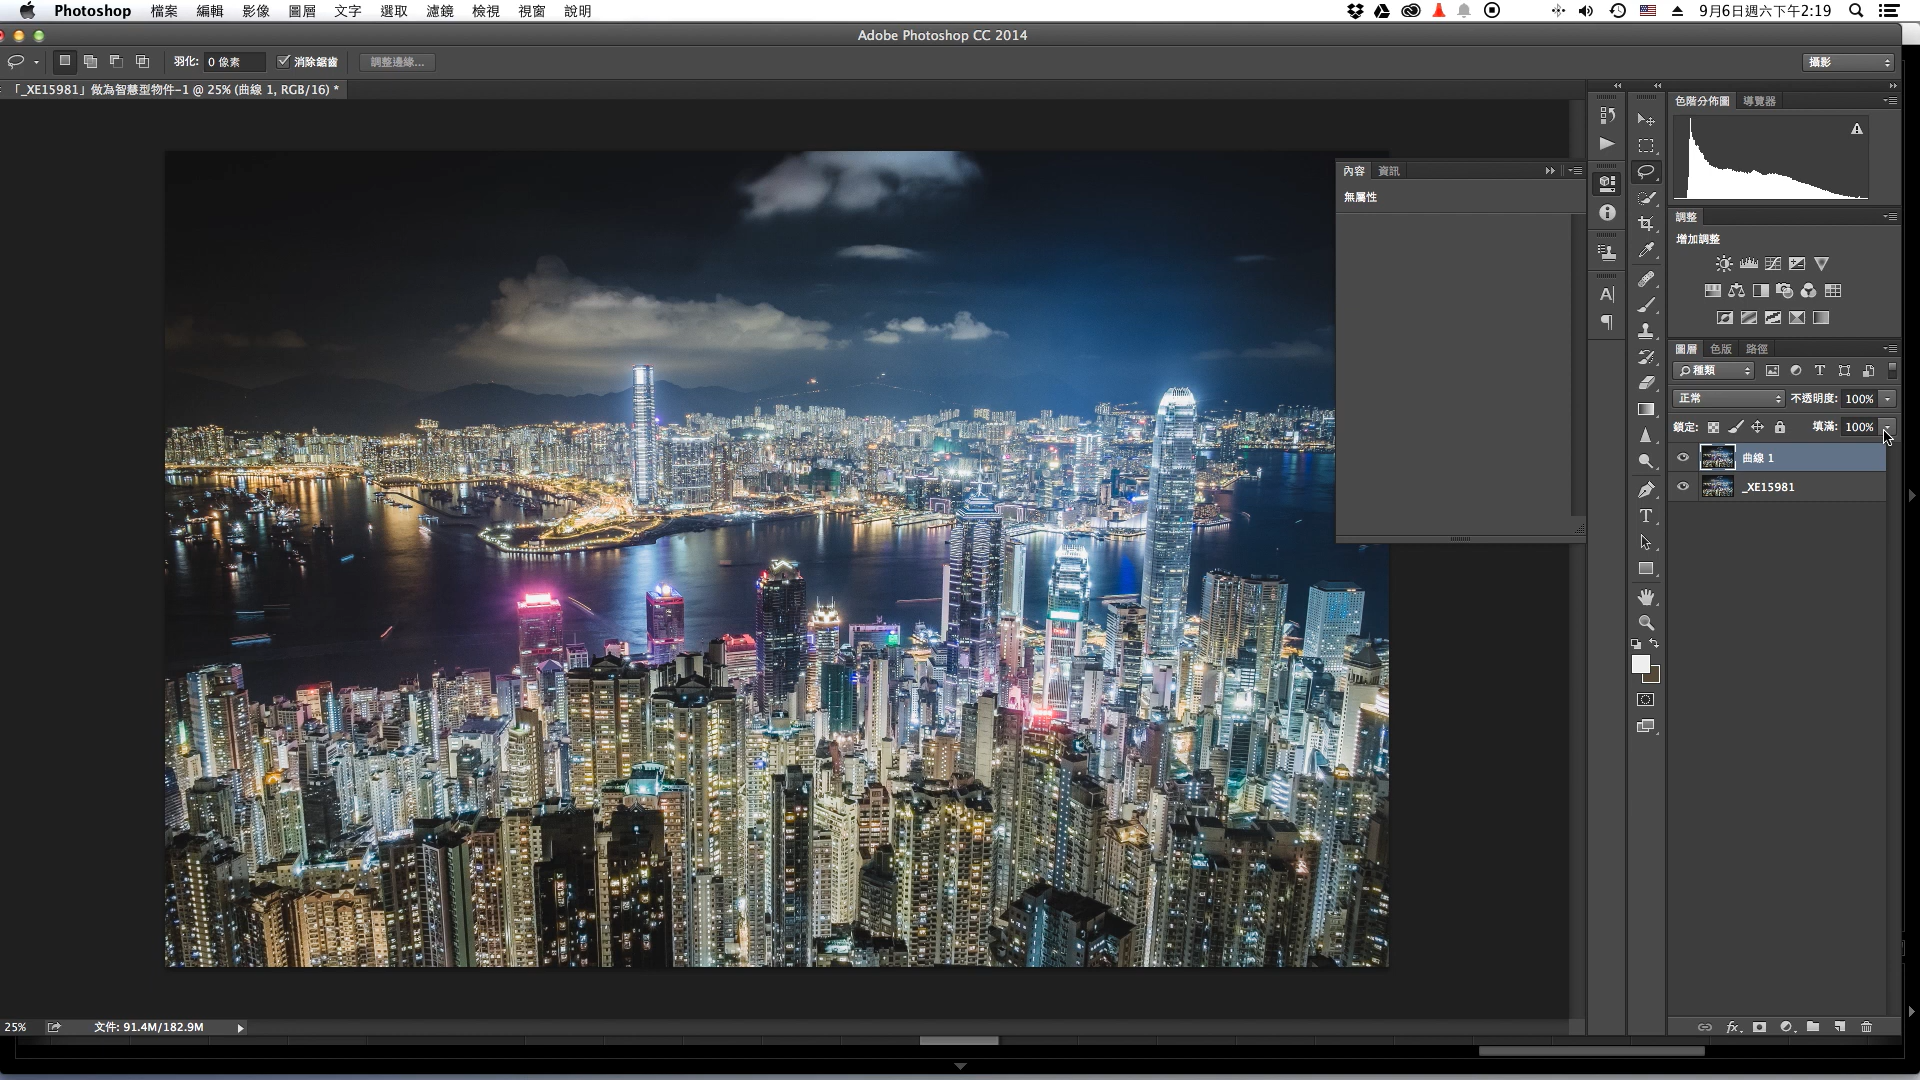 Photoshop 檔案 編輯 影像 圖層 文字 選取 濾鏡 檢視 視窗 說明 9月6日週六下午2:19
Adobe Photoshop CC 2014
羽化: 0 像素 消除鋸齒 調整邊緣... 攝影
「_XE15981」做為智慧型物件-1 @ 25% (曲線 1, RGB/16) *
色階分佈圖 導覽器
內容 資訊
無屬性
調整
增加調整
圖層 色版 路徑
種類
正常 不透明度: 100%
鎖定: 填滿: 100%
曲線 1
_XE15981
25% 文件: 91.4M/182.9M